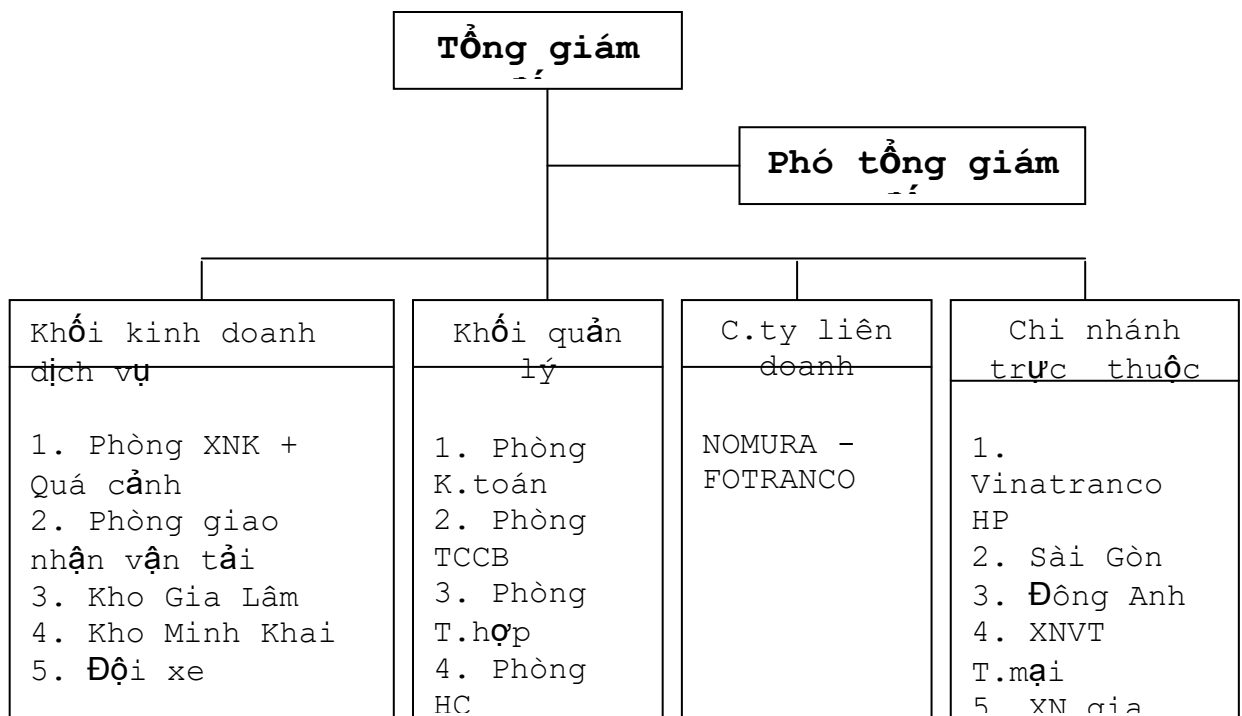 Tổng giám
Phó tổng giám
Khối kinh doanh
dịch vụ
1. Phòng XNK +
Quá cảnh
2. Phòng giao
nhận vận tải
3. Kho Gia Lâm
4. Kho Minh Khai
5. Đội xe
Khối quản
lý
1. Phòng
K.toán
2. Phòng
TCCB
3. Phòng
T.hợp
4. Phòng
HC
C.ty liên
doanh
NOMURA -
FOTRANCO
Chi nhánh
trực thuộc
1.
Vinatranco
HP
2. Sài Gòn
3. Đông Anh
4. XNVT
T.mại
5. XN gia